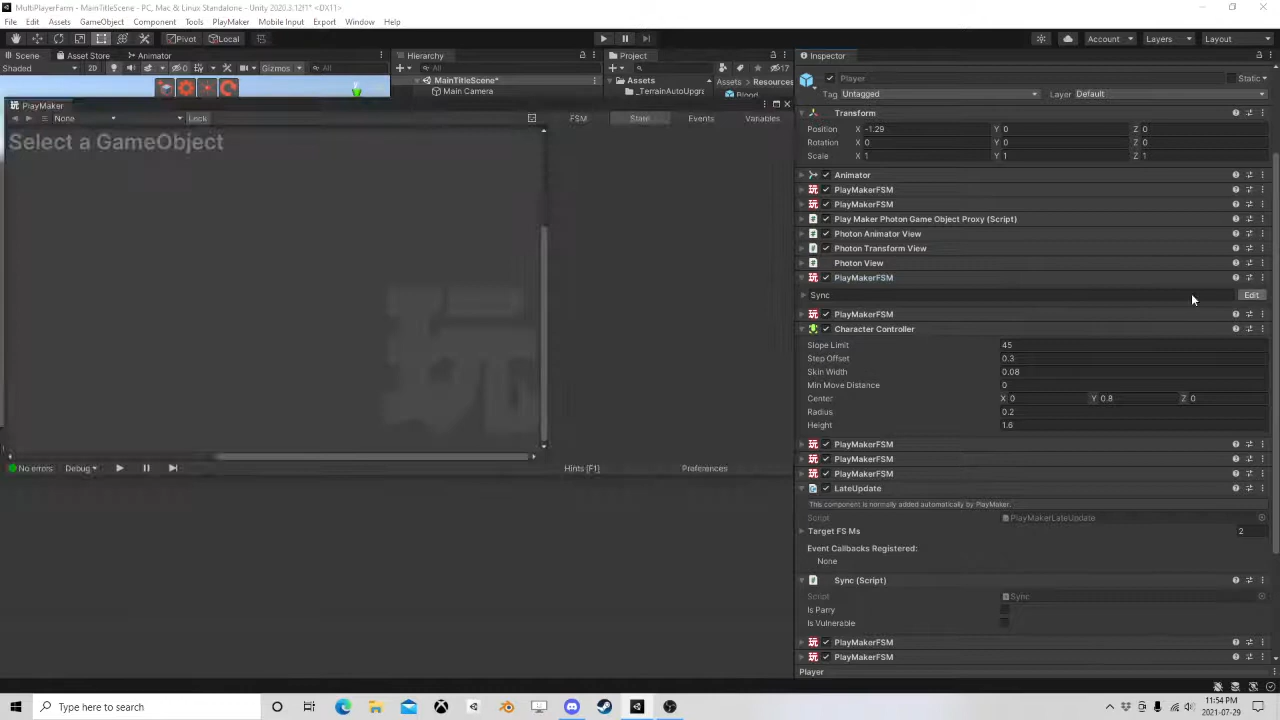 MultiPlayerFarm - MainTitleScene - PC, Mac & Linux Standalone - Unity 2020.3.12f1* <DX11>
File Edit Assets GameObject Component Tools PlayMaker Mobile Input Export Window Help
Pivot Local Account Layers Layout
Scene Asset Store Animator Hierarchy Project Inspector
Shaded 2D 0 Gizmos All All 17 Player Static
MainTitleScene* Assets Resources
Main Camera _TerrainAutoUpgra Blood Tag Untagged Layer Default
PlayMaker
None Lock FSM State Events Variables
Select a GameObject
No errors Debug Hints [F1] Preferences
Transform
Position X -1.29 Y 0 Z 0
Rotation X 0 Y 0 Z 0
Scale X 1 Y 1 Z 1
Animator
PlayMakerFSM
PlayMakerFSM
Play Maker Photon Game Object Proxy (Script)
Photon Animator View
Photon Transform View
Photon View
PlayMakerFSM
Sync Edit
PlayMakerFSM
Character Controller
Slope Limit 45
Step Offset 0.3
Skin Width 0.08
Min Move Distance 0
Center X 0 Y 0.8 Z 0
Radius 0.2
Height 1.6
PlayMakerFSM
PlayMakerFSM
PlayMakerFSM
LateUpdate
This component is normally added automatically by PlayMaker.
Script PlayMakerLateUpdate
Target FS Ms 2
Event Callbacks Registered:
None
Sync (Script)
Script Sync
Is Parry
Is Vulnerable
PlayMakerFSM
PlayMakerFSM
Player
Type here to search
11:54 PM
2021-07-29